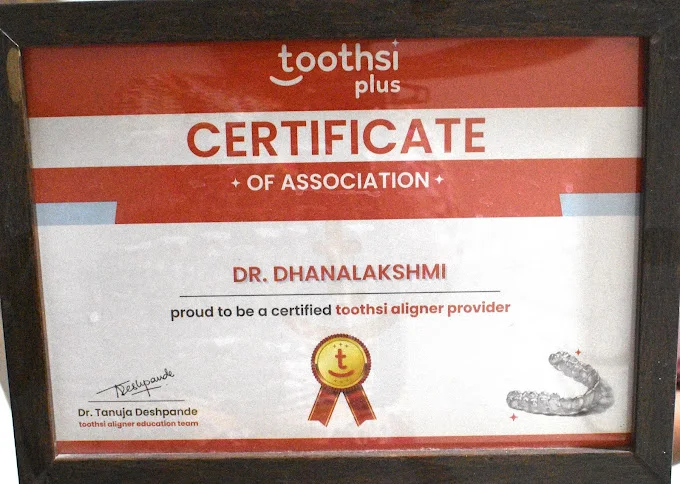 toothsi
plus
CERTIFICATE
OF ASSOCIATION
DR. DHANALAKSHMI
proud to be a certified toothsi aligner provider
t
Deshpande
Dr. Tanuja Deshpande
toothsi aligner education team